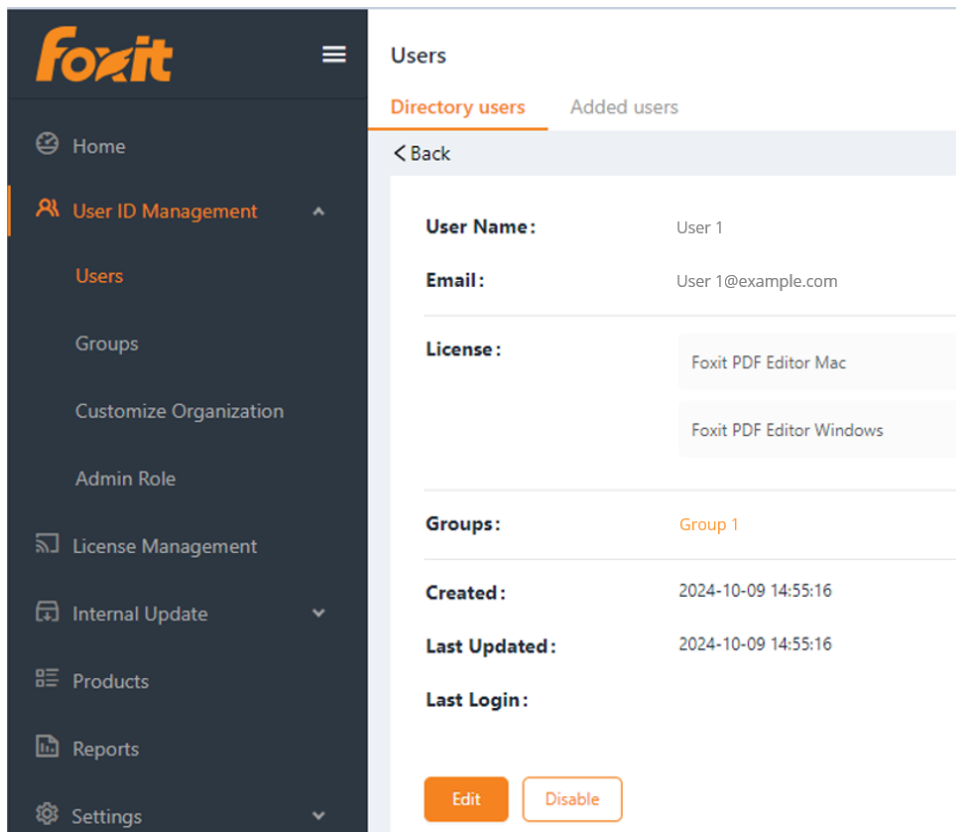 Foxit
Home
User ID Management
Users
Groups
Customize Organization
Admin Role
License Management
Internal Update
Products
Reports
Settings
Users
Directory users Added users
Back
User Name: User 1
Email: User 1@example.com
License: Foxit PDF Editor Mac
Foxit PDF Editor Windows
Groups: Group 1
Created: 2024-10-09 14:55:16
Last Updated: 2024-10-09 14:55:16
Last Login:
Edit Disable